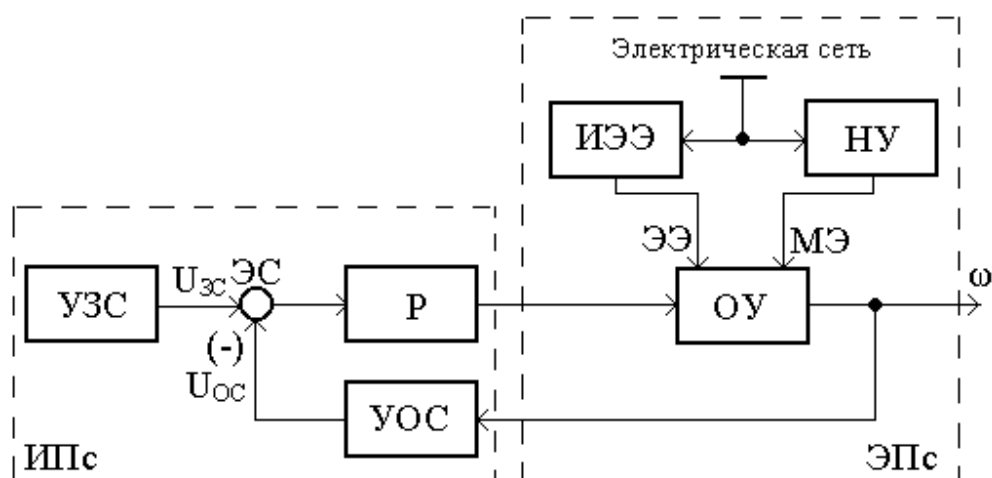 Электрическая сеть
ИЭЭ
НУ
ЭЭ
МЭ
УЗС
UЗС
ЭС
Р
ОУ
ω
(-)
UОС
УОС
ИПс
ЭПс